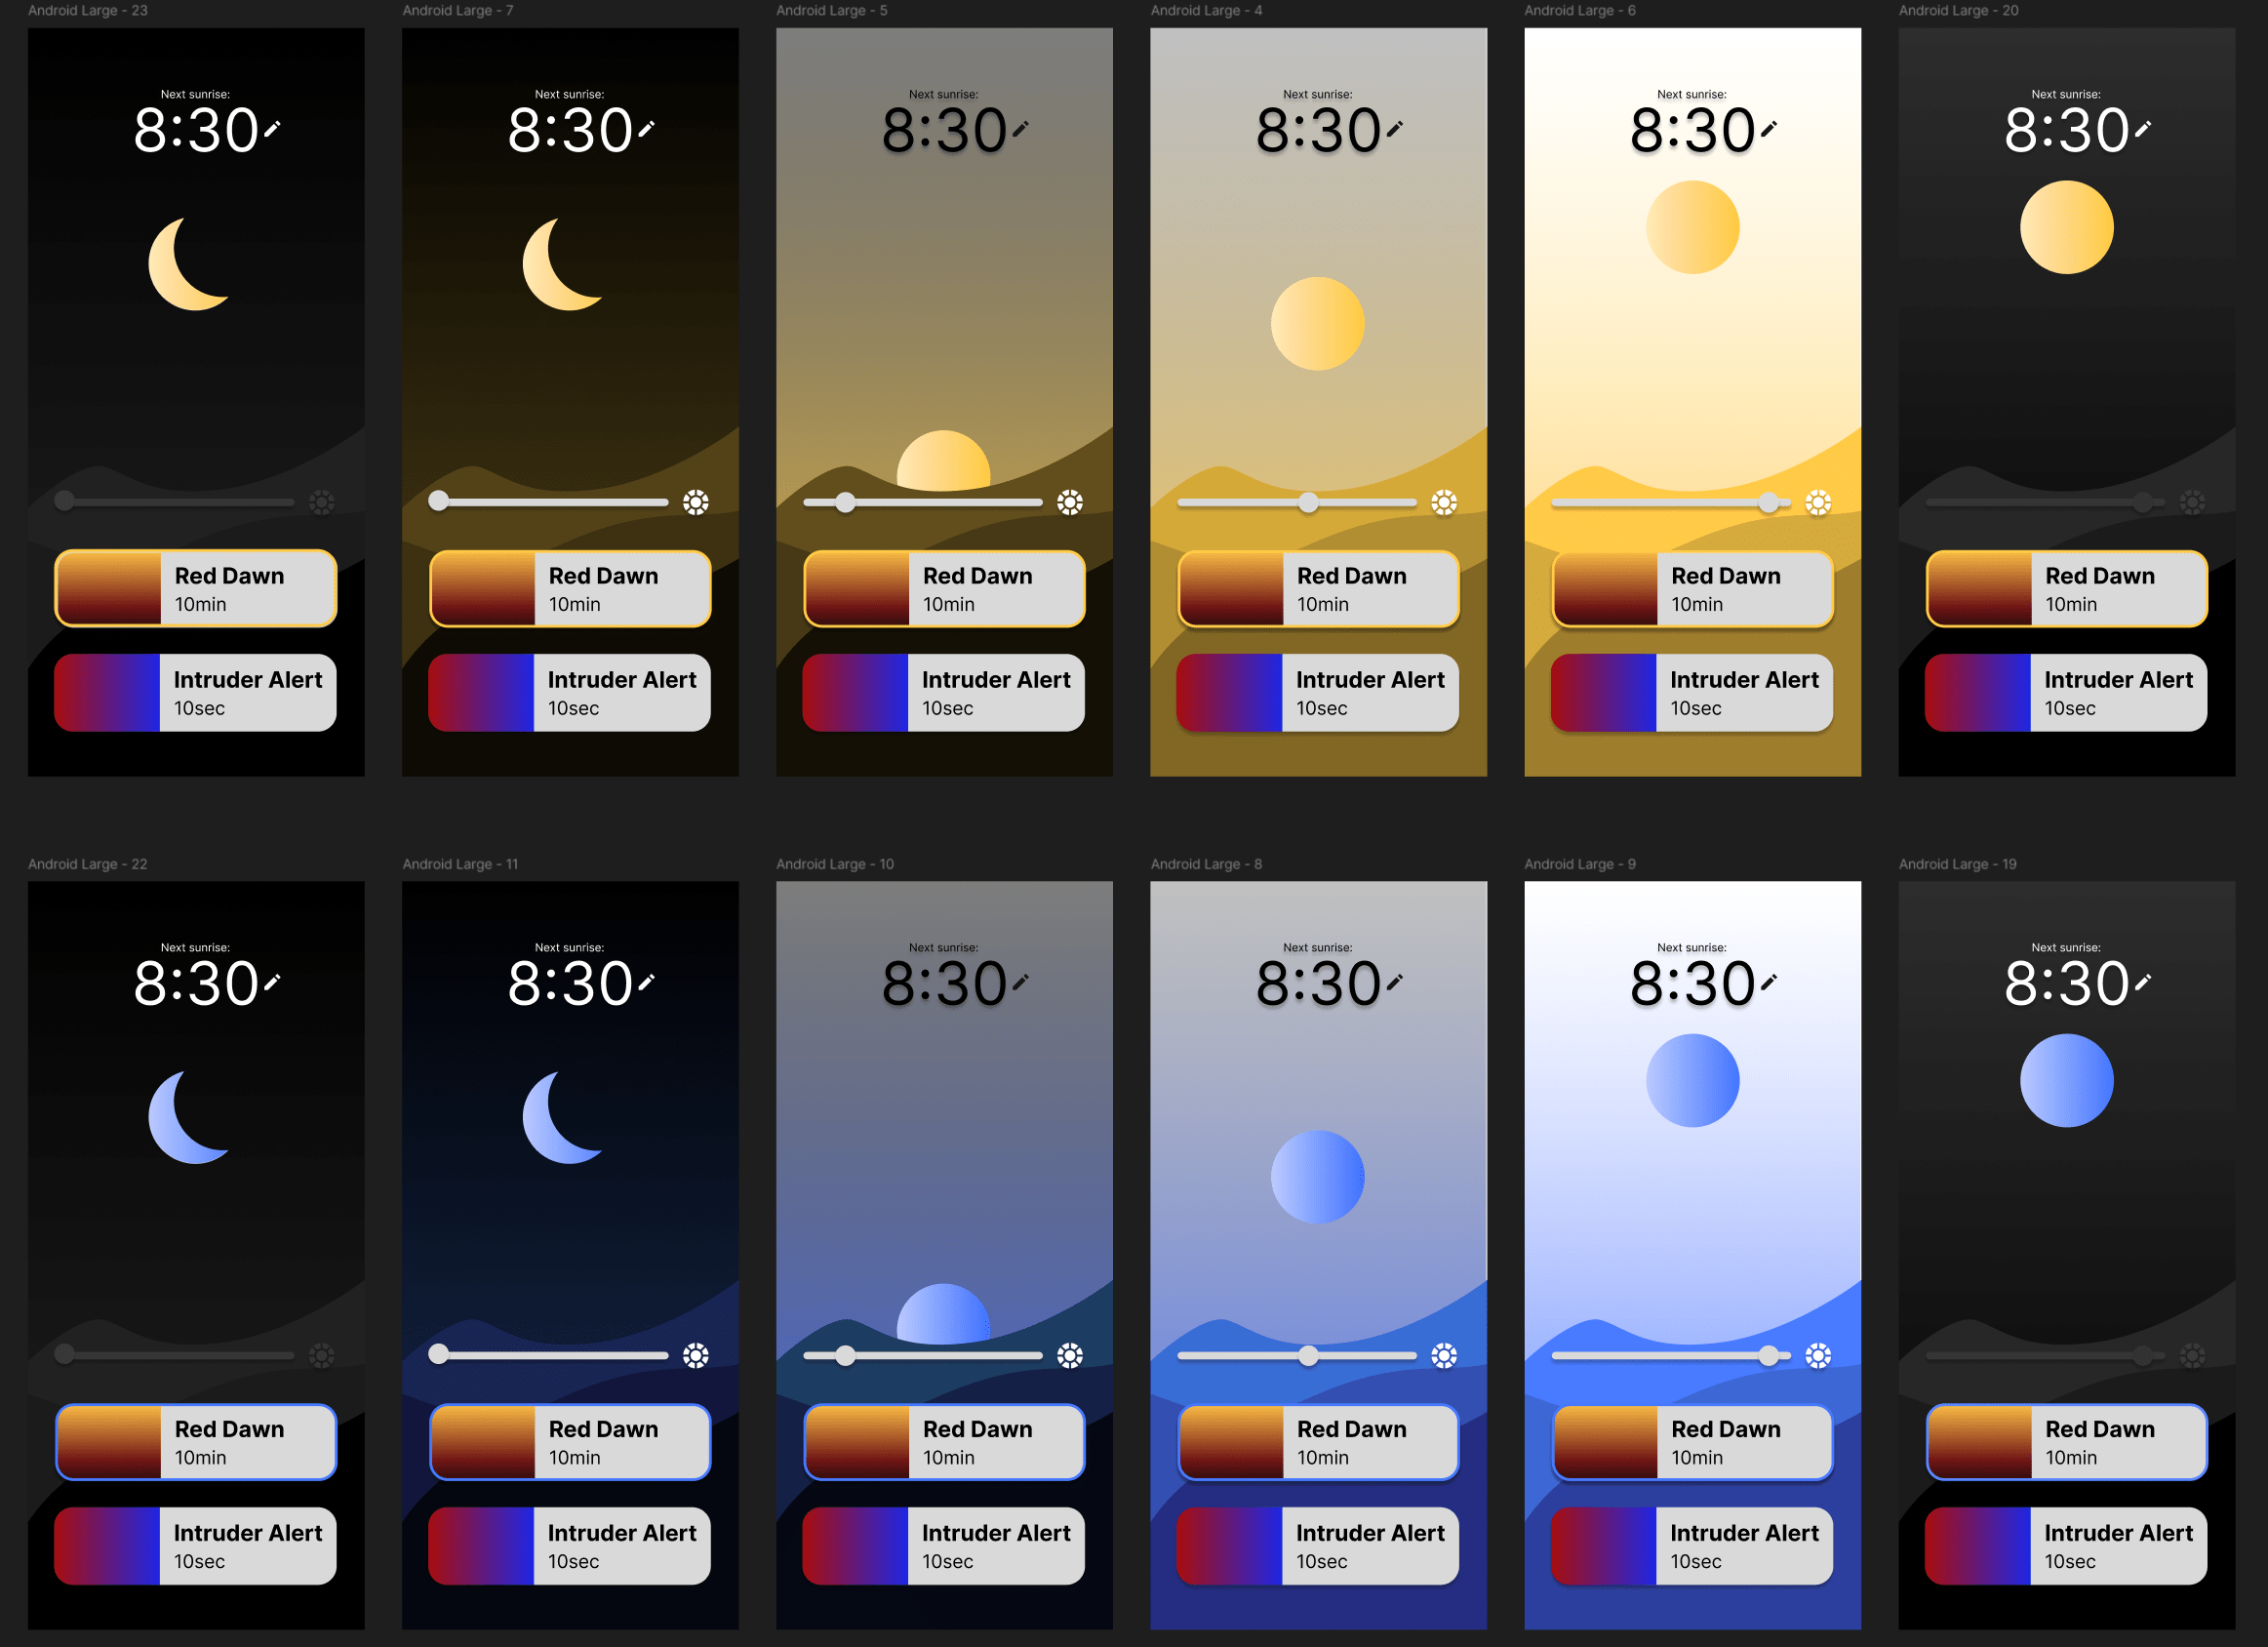 Android Large - 23
Next sunrise:
8:30
Red Dawn
10min
Intruder Alert
10sec
Android Large - 7
Next sunrise:
8:30
Red Dawn
10min
Intruder Alert
10sec
Android Large - 5
Next sunrise:
8:30
Red Dawn
10min
Intruder Alert
10sec
Android Large - 4
Next sunrise:
8:30
Red Dawn
10min
Intruder Alert
10sec
Android Large - 6
Next sunrise:
8:30
Red Dawn
10min
Intruder Alert
10sec
Android Large - 20
Next sunrise:
8:30
Red Dawn
10min
Intruder Alert
10sec
Android Large - 22
Next sunrise:
8:30
Red Dawn
10min
Intruder Alert
10sec
Android Large - 11
Next sunrise:
8:30
Red Dawn
10min
Intruder Alert
10sec
Android Large - 10
Next sunrise:
8:30
Red Dawn
10min
Intruder Alert
10sec
Android Large - 8
Next sunrise:
8:30
Red Dawn
10min
Intruder Alert
10sec
Android Large - 9
Next sunrise:
8:30
Red Dawn
10min
Intruder Alert
10sec
Android Large - 19
Next sunrise:
8:30
Red Dawn
10min
Intruder Alert
10sec